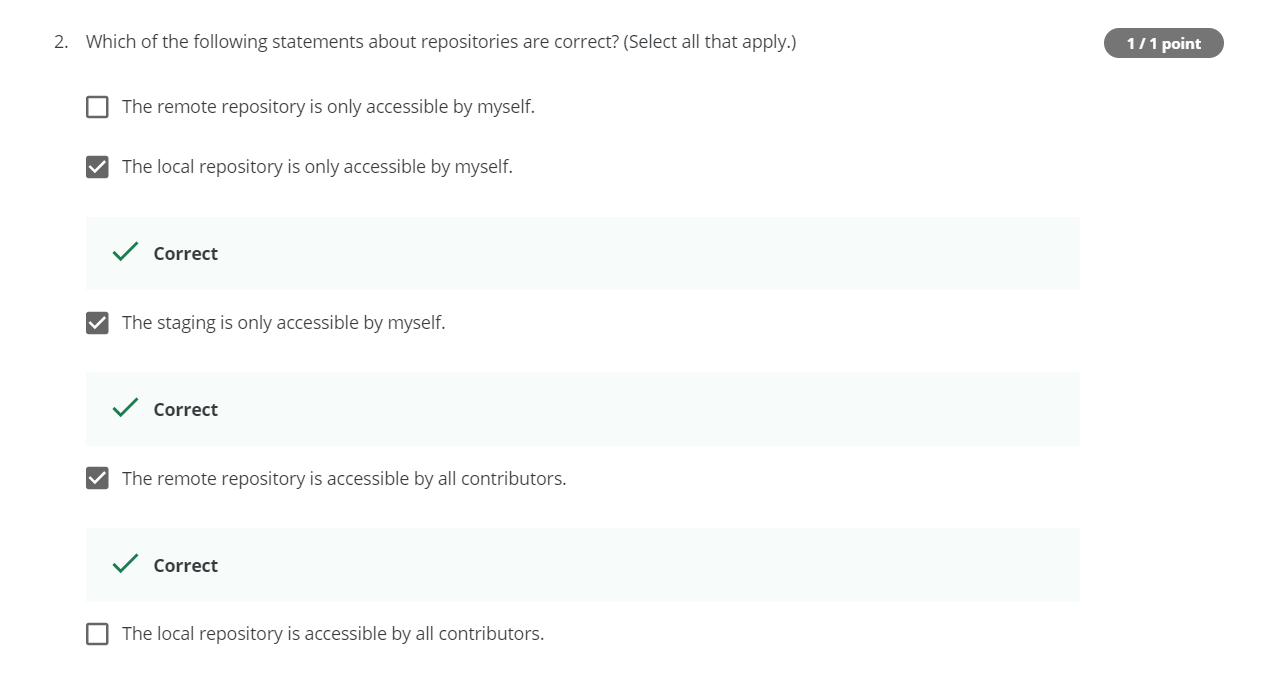 2. Which of the following statements about repositories are correct? (Select all that apply.)
1 / 1 point
The remote repository is only accessible by myself.
The local repository is only accessible by myself.
Correct
The staging is only accessible by myself.
Correct
The remote repository is accessible by all contributors.
Correct
The local repository is accessible by all contributors.